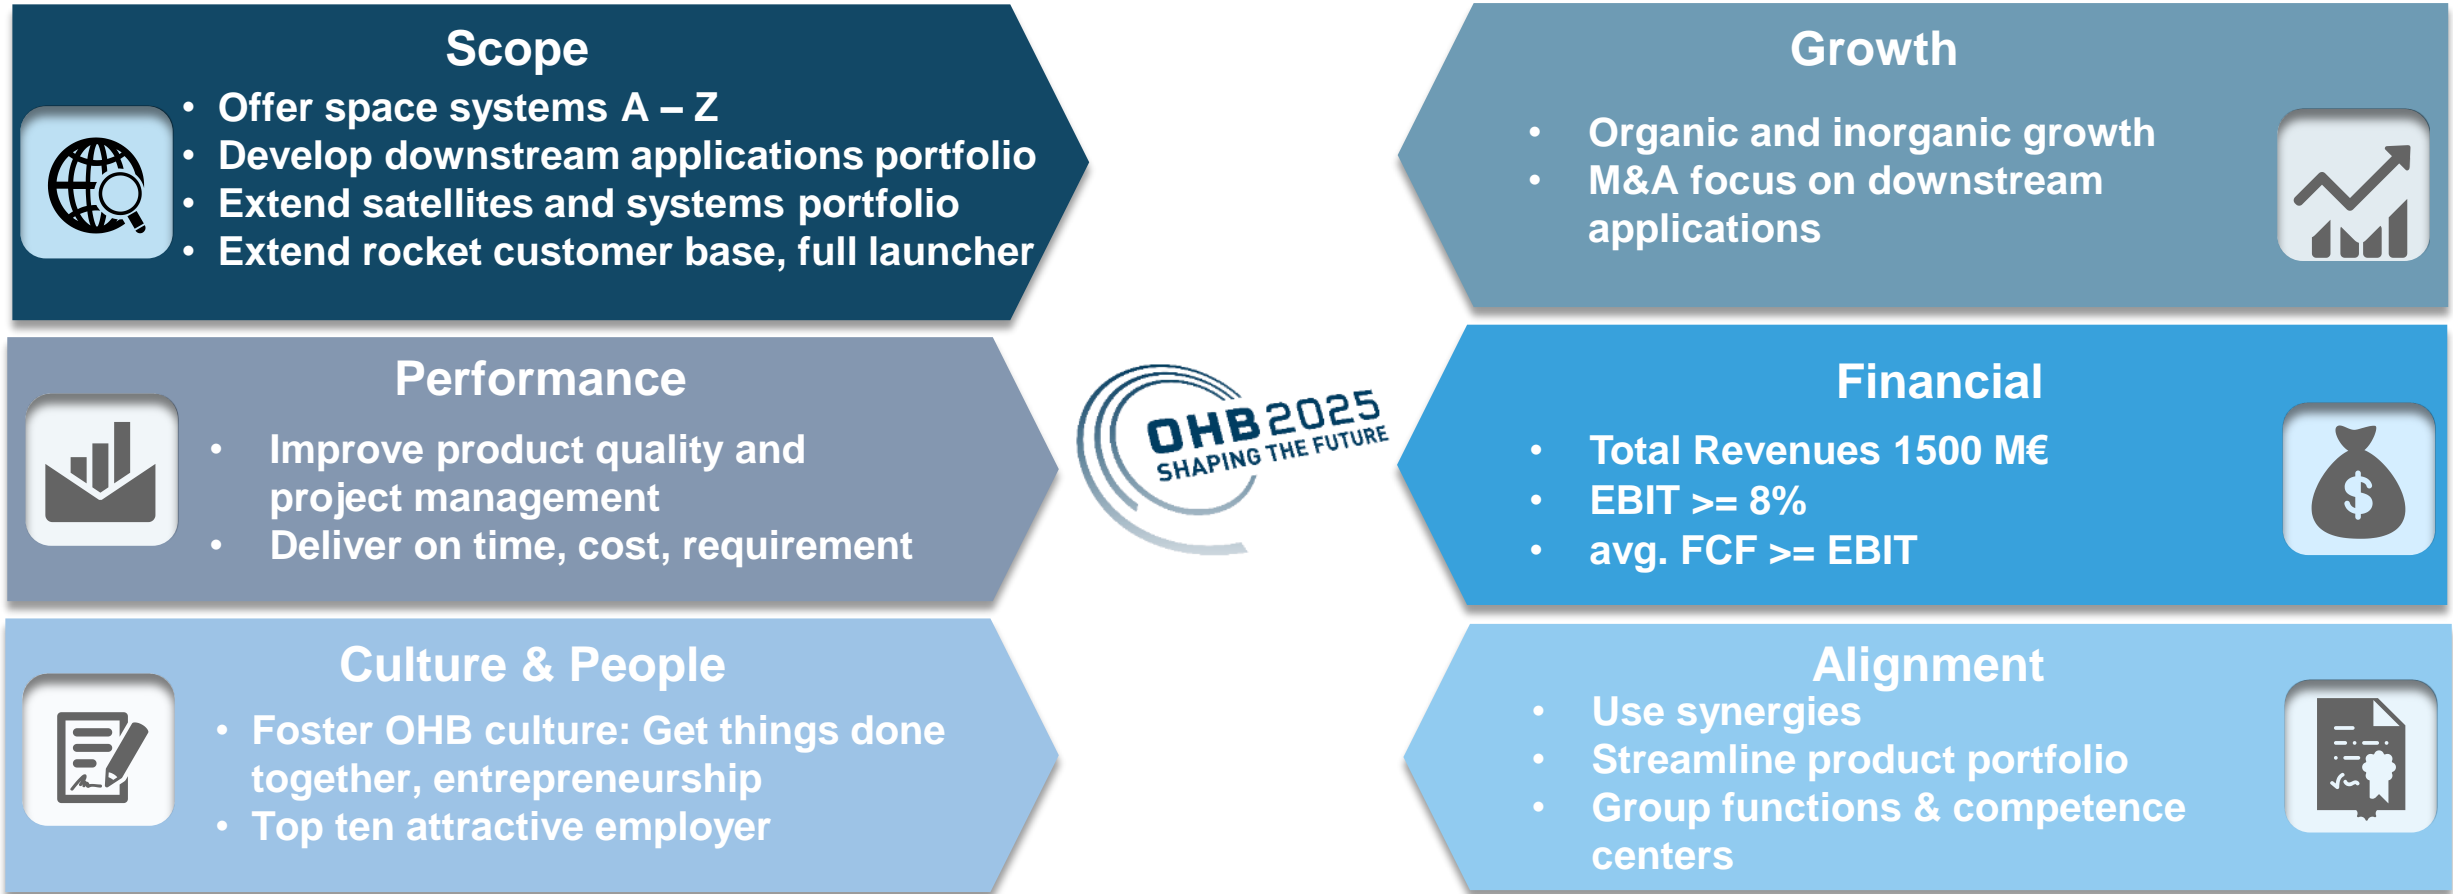 Scope
• Offer space systems A – Z
• Develop downstream applications portfolio
• Extend satellites and systems portfolio
• Extend rocket customer base, full launcher
Performance
• Improve product quality and
project management
• Deliver on time, cost, requirement
Culture & People
• Foster OHB culture: Get things done
together, entrepreneurship
• Top ten attractive employer
OHB2025
SHAPING THE FUTURE
Growth
• Organic and inorganic growth
• M&A focus on downstream
applications
Financial
• Total Revenues 1500 M€
• EBIT >= 8%
• avg. FCF >= EBIT
$
Alignment
• Use synergies
• Streamline product portfolio
• Group functions & competence
centers